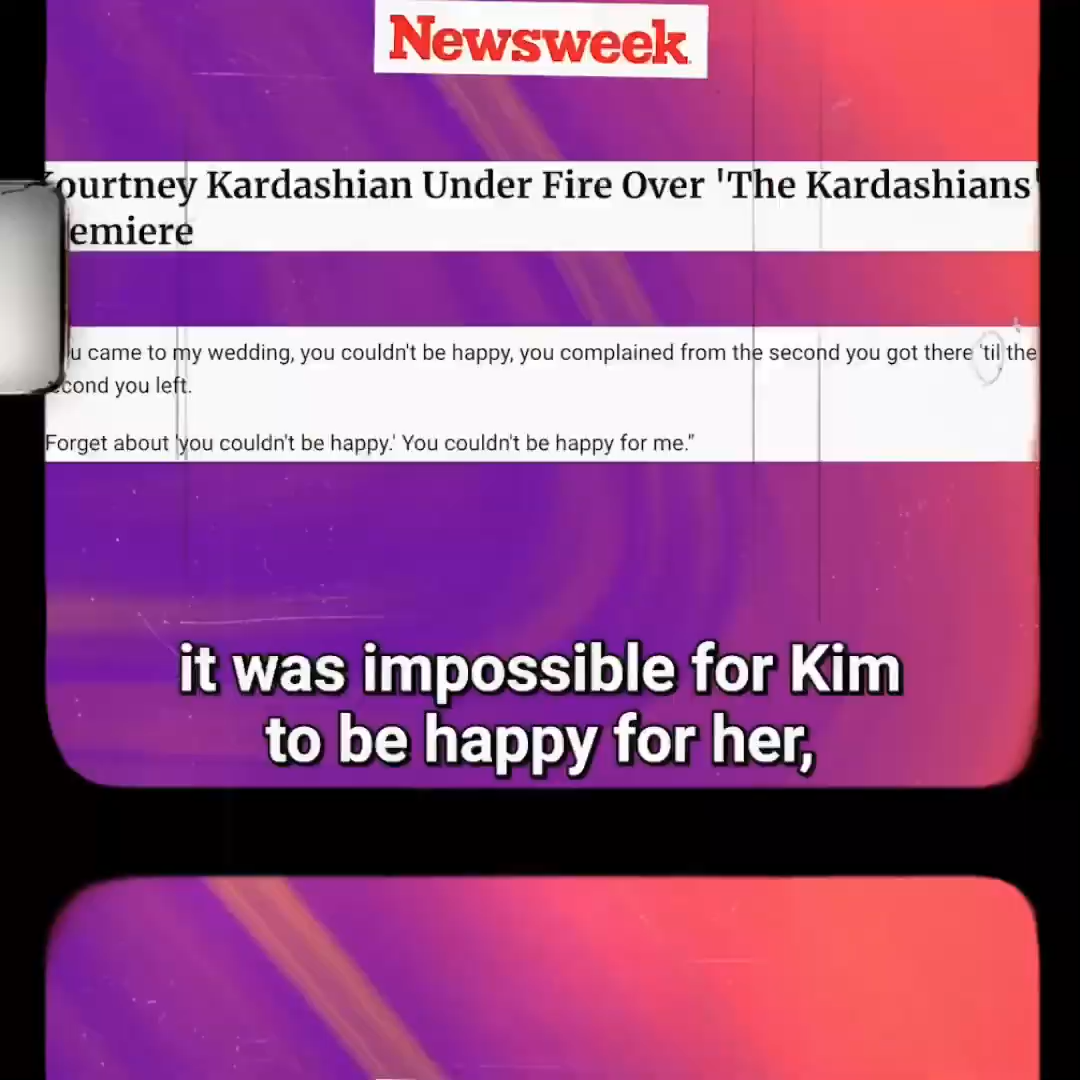 Newsweek
Kourtney Kardashian Under Fire Over 'The Kardashians'
emiere
u came to my wedding, you couldn't be happy, you complained from the second you got there 'til the
cond you left.
Forget about 'you couldn't be happy.' You couldn't be happy for me."
it was impossible for Kim
to be happy for her,